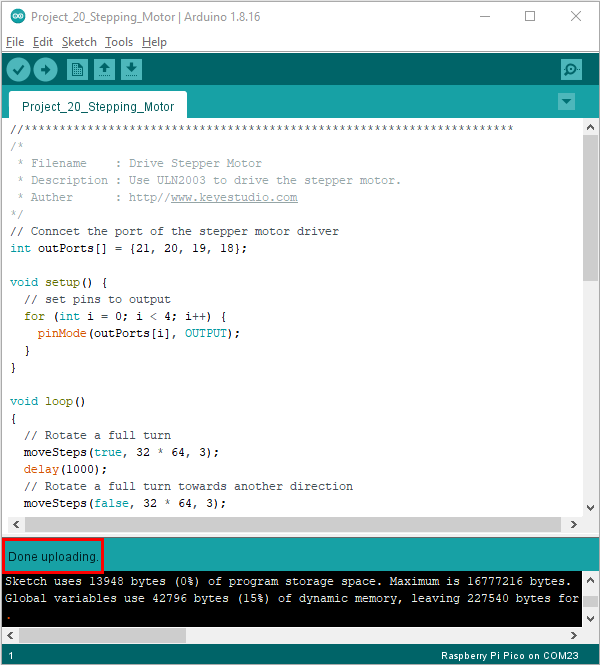 Project_20_Stepping_Motor | Arduino 1.8.16
File Edit Sketch Tools Help
Project_20_Stepping_Motor
//**********************************************************************
/*
 * Filename    : Drive Stepper Motor
 * Description : Use ULN2003 to drive the stepper motor.
 * Auther      : http//www.keyestudio.com
*/
// Conncet the port of the stepper motor driver
int outPorts[] = {21, 20, 19, 18};
void setup() {
  // set pins to output
  for (int i = 0; i < 4; i++) {
    pinMode(outPorts[i], OUTPUT);
  }
}
void loop()
{
  // Rotate a full turn
  moveSteps(true, 32 * 64, 3);
  delay(1000);
  // Rotate a full turn towards another direction
  moveSteps(false, 32 * 64, 3);
Done uploading.
Sketch uses 13948 bytes (0%) of program storage space. Maximum is 16777216 bytes.
Global variables use 42796 bytes (15%) of dynamic memory, leaving 227540 bytes for
.
1 Raspberry Pi Pico on COM23